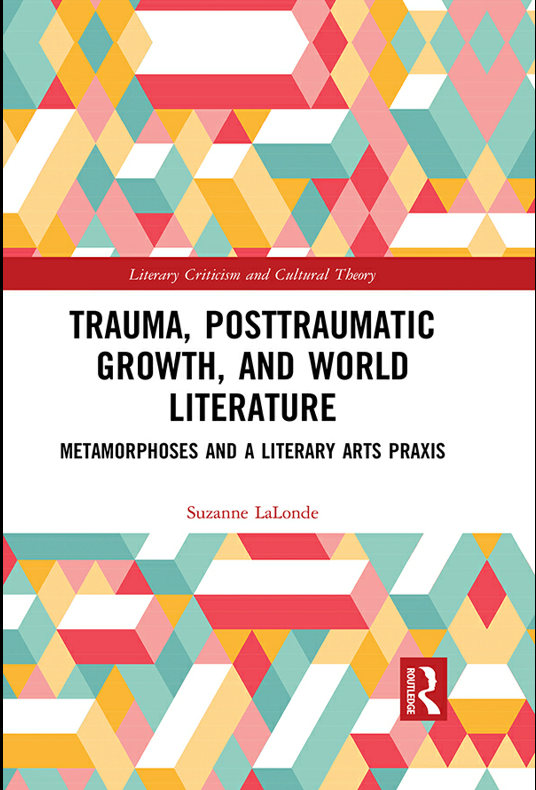 Literary Criticism and Cultural Theory
TRAUMA, POSTTRAUMATIC
GROWTH, AND WORLD
LITERATURE
METAMORPHOSES AND A LITERARY ARTS PRAXIS
Suzanne LaLonde
ROUTLEDGE